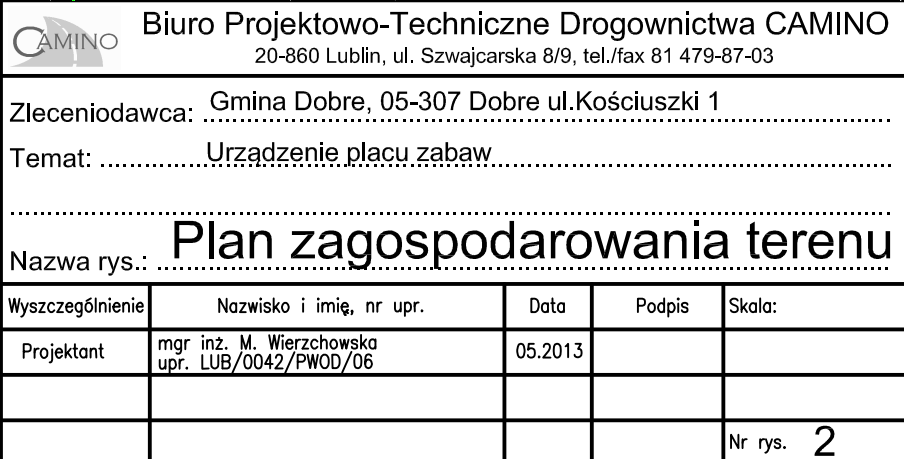 CAMINO
Biuro Projektowo-Techniczne Drogownictwa CAMINO
20-860 Lublin, ul. Szwajcarska 8/9, tel./fax 81 479-87-03
Zleceniodawca: Gmina Dobre, 05-307 Dobre ul.Kościuszki 1
Temat: Urządzenie placu zabaw
Nazwa rys.: Plan zagospodarowania terenu
Wyszczególnienie Nazwisko i imię, nr upr. Data Podpis Skala:
Projektant mgr inż. M. Wierzchowska 05.2013
upr. LUB/0042/PWOD/06
Nr rys. 2